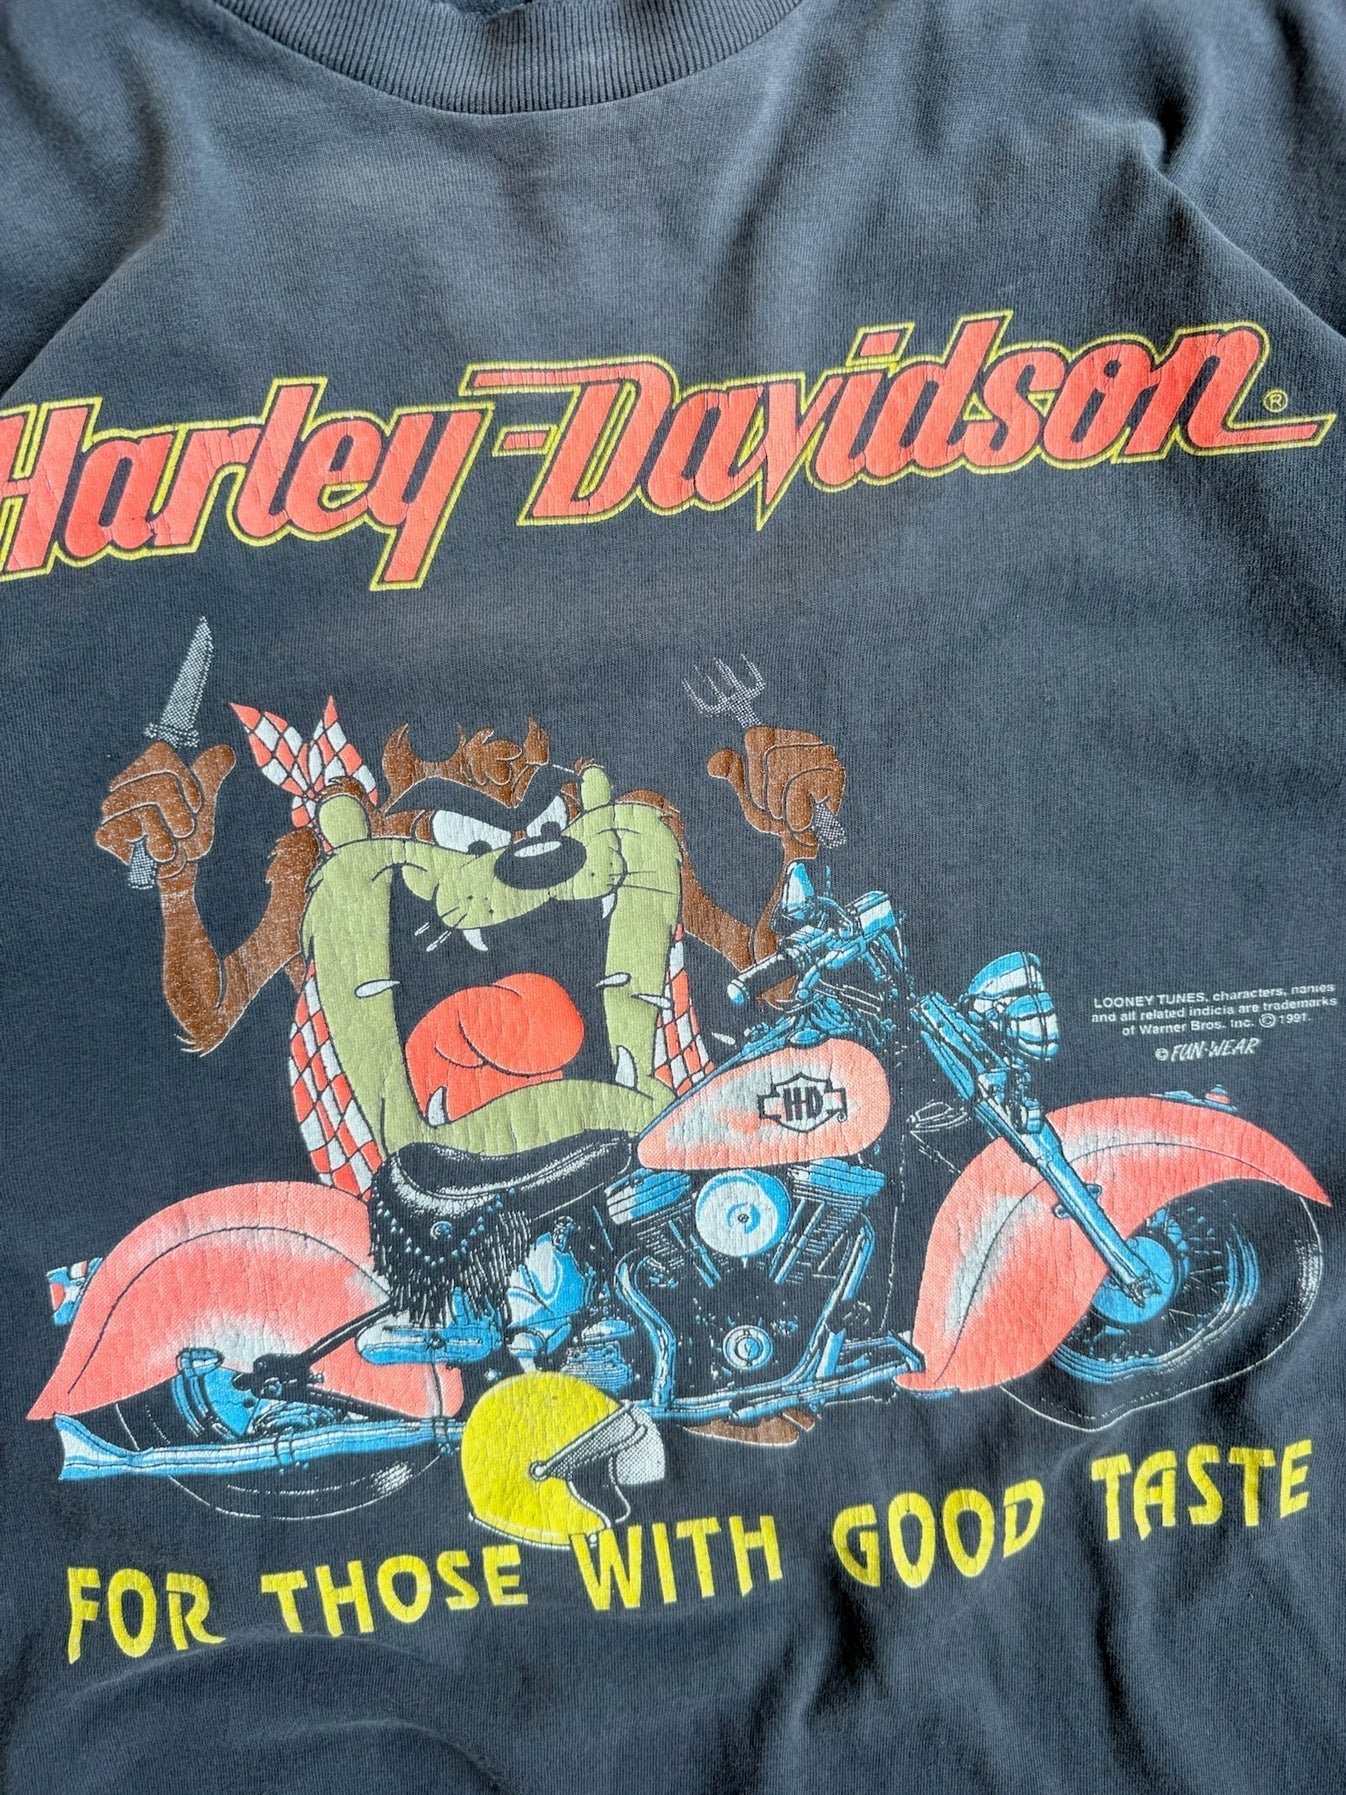 Harley-Davidson ®
LOONEY TUNES, characters, names
and all related indicia are trademarks
of Warner Bros. Inc. © 1991.
© FUN-WEAR
H-D ®
FOR THOSE WITH GOOD TASTE